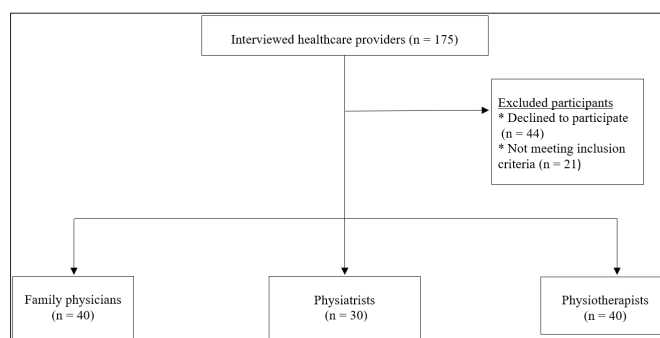 Interviewed healthcare providers (n = 175)
Excluded participants
* Declined to participate
(n = 44)
* Not meeting inclusion
criteria (n = 21)
Family physicians
(n = 40)
Physiatrists
(n = 30)
Physiotherapists
(n = 40)